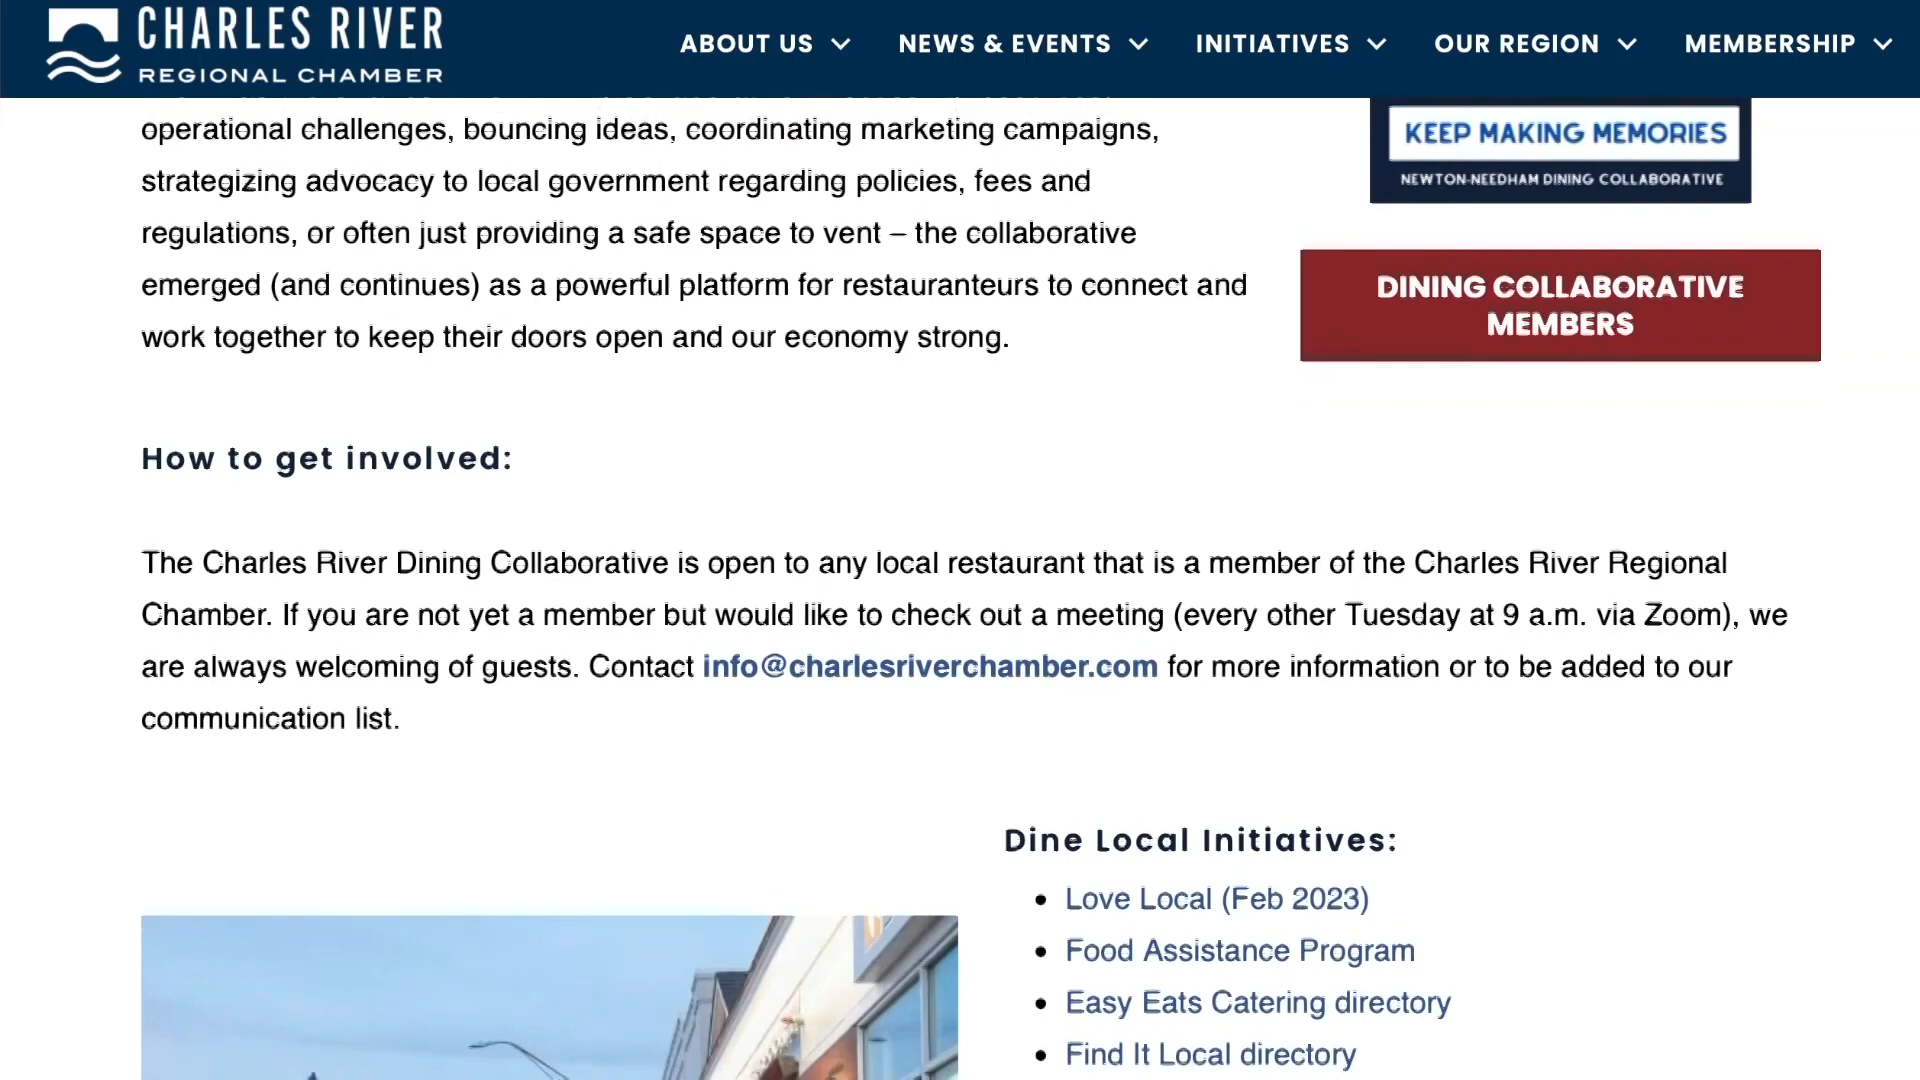 CHARLES RIVER
REGIONAL CHAMBER
ABOUT US
NEWS & EVENTS
INITIATIVES
OUR REGION
MEMBERSHIP
operational challenges, bouncing ideas, coordinating marketing campaigns,
strategizing advocacy to local government regarding policies, fees and
regulations, or often just providing a safe space to vent – the collaborative
emerged (and continues) as a powerful platform for restauranteurs to connect and
work together to keep their doors open and our economy strong.
KEEP MAKING MEMORIES
NEWTON-NEEDHAM DINING COLLABORATIVE
DINING COLLABORATIVE
MEMBERS
How to get involved:
The Charles River Dining Collaborative is open to any local restaurant that is a member of the Charles River Regional
Chamber. If you are not yet a member but would like to check out a meeting (every other Tuesday at 9 a.m. via Zoom), we
are always welcoming of guests. Contact info@charlesriverchamber.com for more information or to be added to our
communication list.
Dine Local Initiatives:
• Love Local (Feb 2023)
• Food Assistance Program
• Easy Eats Catering directory
• Find It Local directory